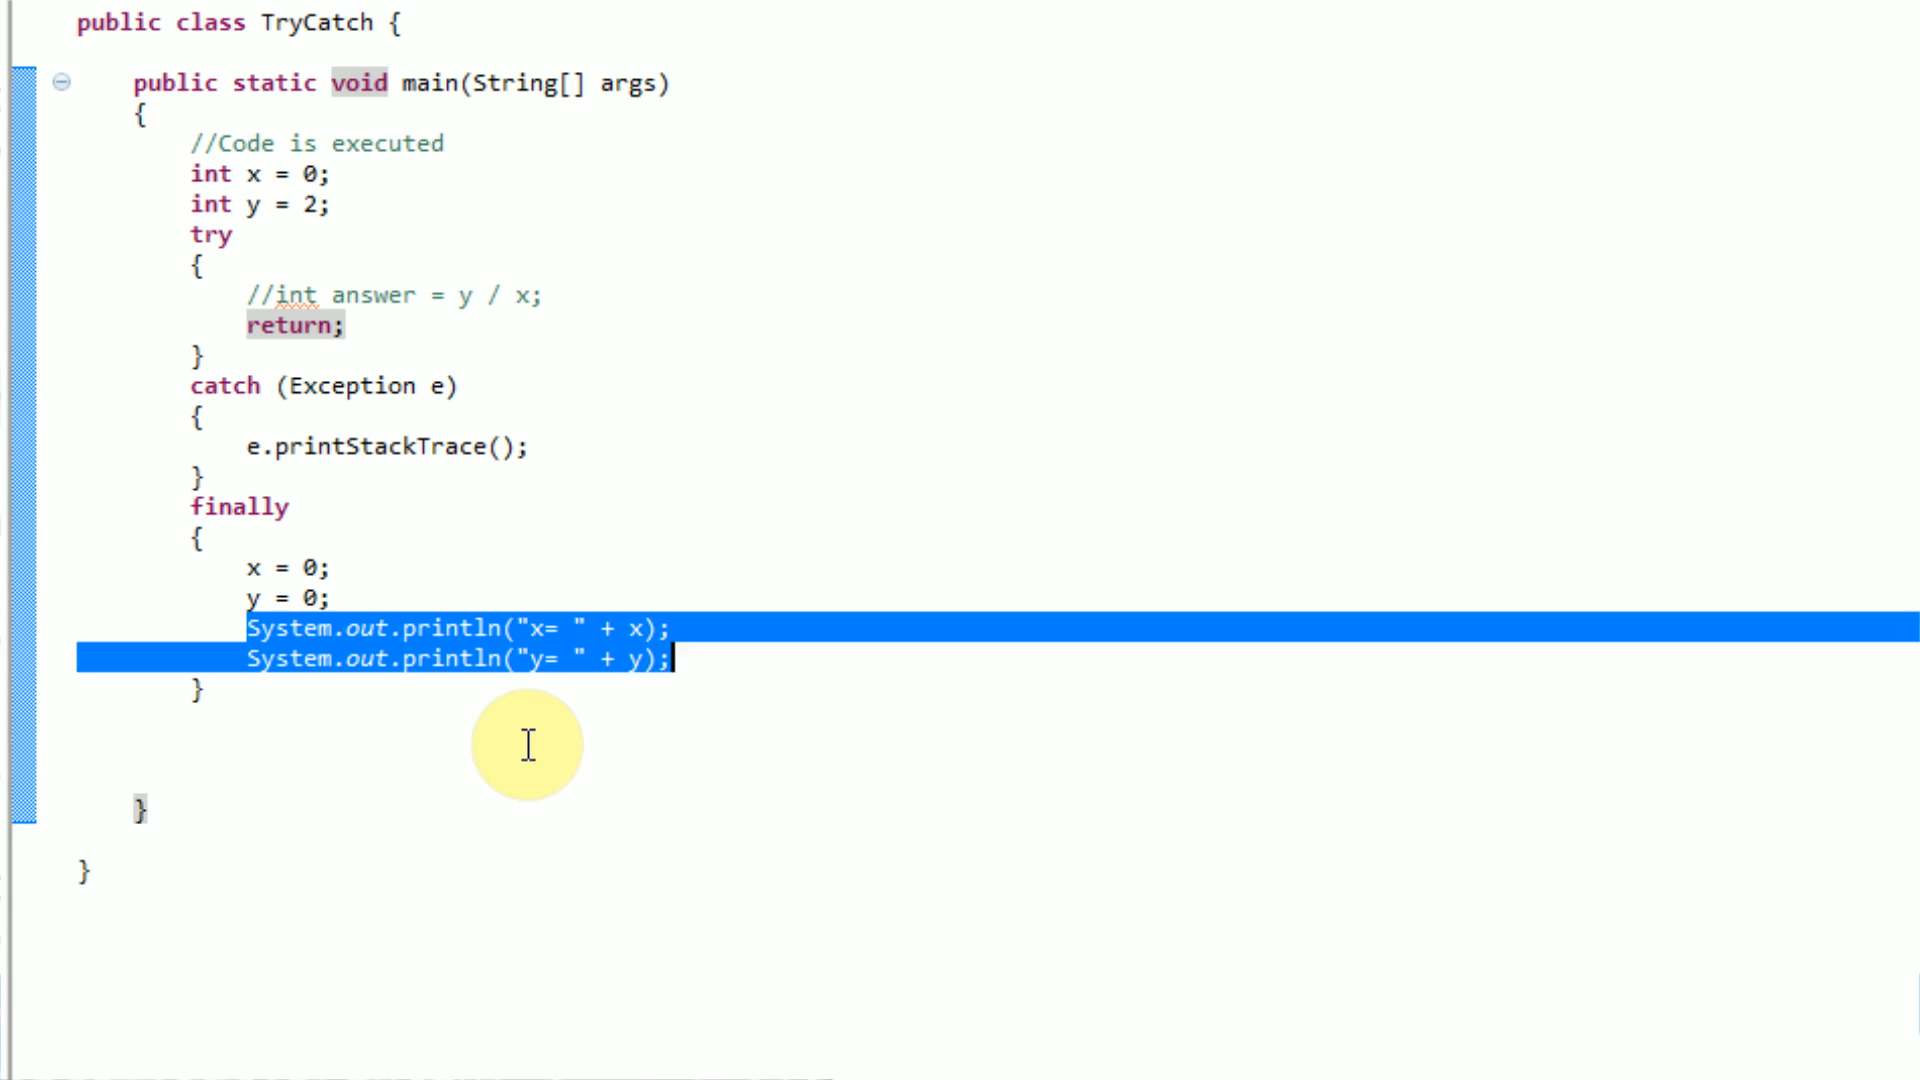 public class TryCatch {
public static void main(String[] args)
{
//Code is executed
int x = 0;
int y = 2;
try
{
//int answer = y / x;
return;
}
catch (Exception e)
{
e.printStackTrace();
}
finally
{
x = 0;
y = 0;
System.out.println("x= " + x);
System.out.println("y= " + y);
}
}
}